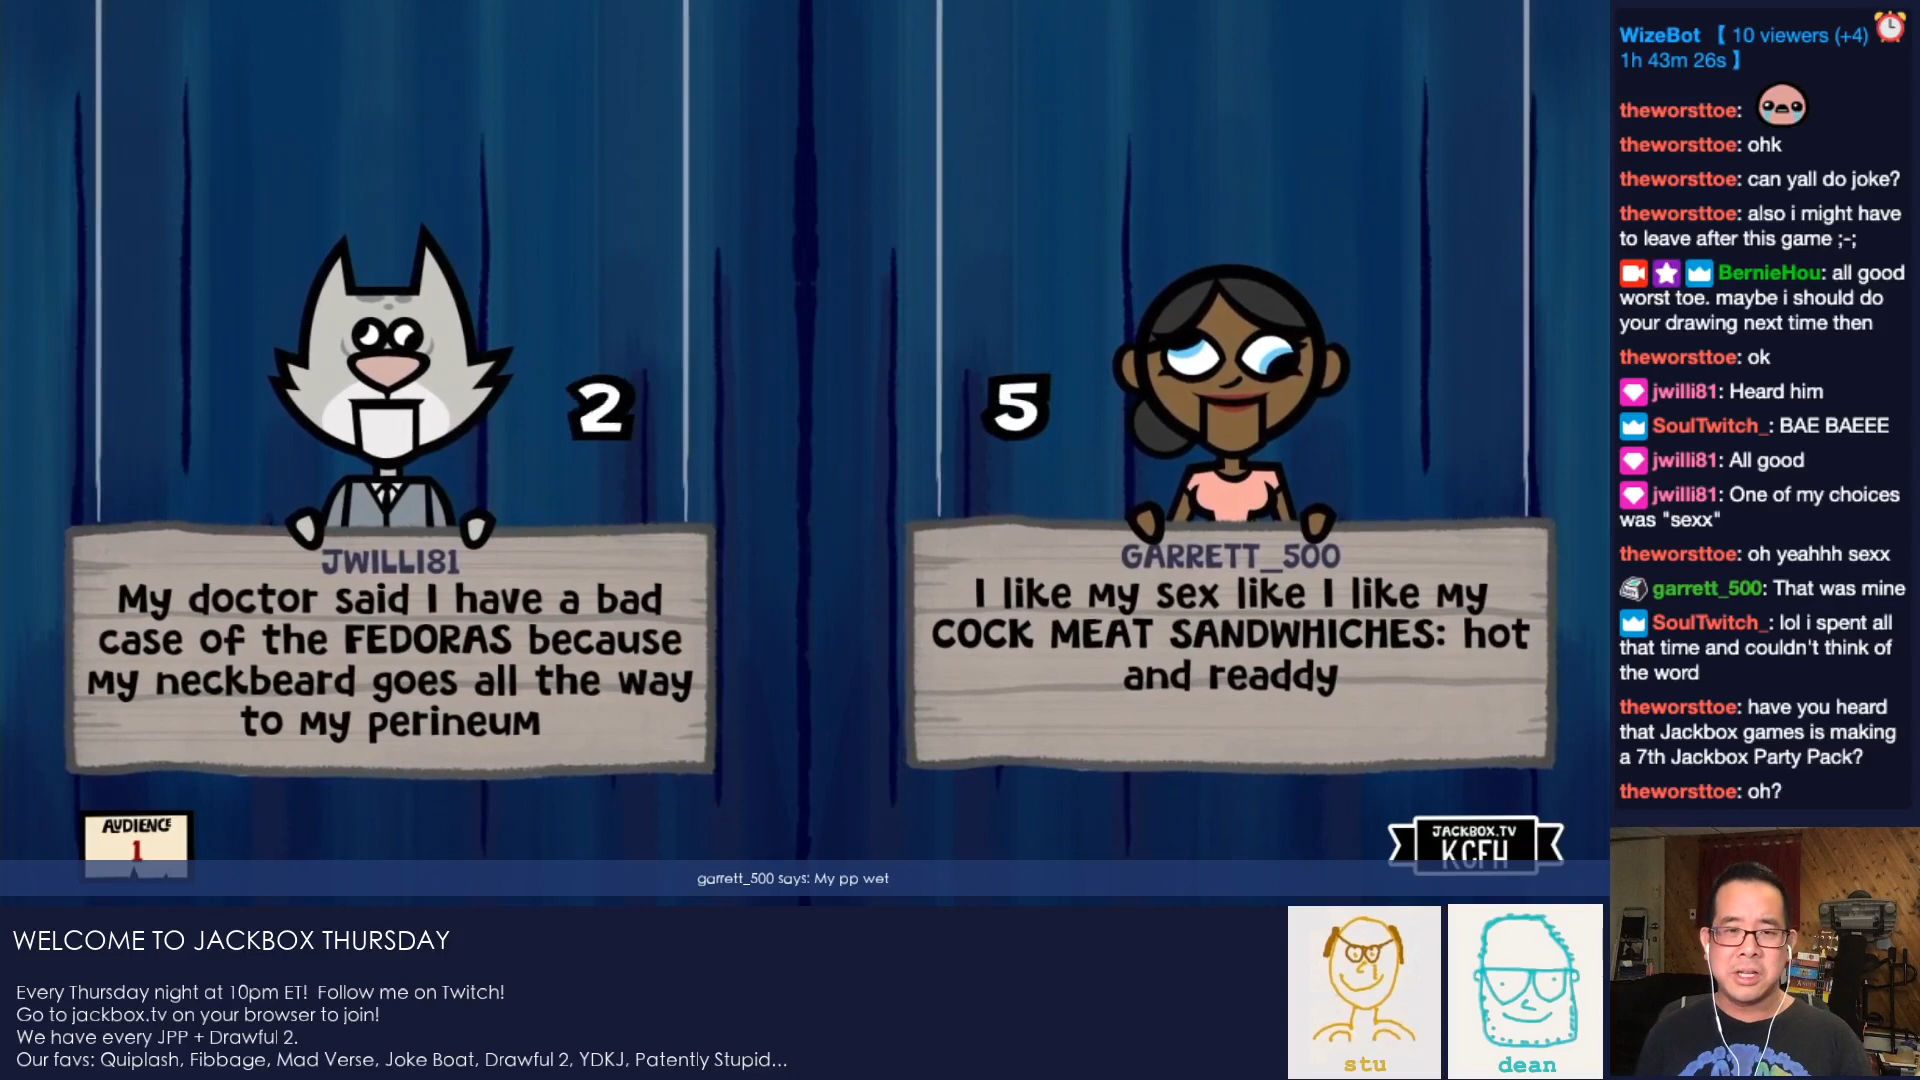 2
5
JWILLI81
My doctor said I have a bad
case of the FEDORAS because
my neckbeard goes all the way
to my perineum
GARRETT_500
I like my sex like I like my
COCK MEAT SANDWHICHES: hot
and readdy
AUDIENCE
1
JACKBOX.TV
KCFH
garrett_500 says: My pp wet
WELCOME TO JACKBOX THURSDAY
Every Thursday night at 10pm ET! Follow me on Twitch!
Go to jackbox.tv on your browser to join!
We have every JPP + Drawful 2.
Our favs: Quiplash, Fibbage, Mad Verse, Joke Boat, Drawful 2, YDKJ, Patently Stupid...
stu
dean
WizeBot 【 10 viewers (+4)
1h 43m 26s 】
theworsttoe:
theworsttoe: ohk
theworsttoe: can yall do joke?
theworsttoe: also i might have
to leave after this game ;-;
BernieHou: all good
worst toe. maybe i should do
your drawing next time then
theworsttoe: ok
jwilli81: Heard him
SoulTwitch_: BAE BAEEE
jwilli81: All good
jwilli81: One of my choices
was "sexx"
theworsttoe: oh yeahhh sexx
garrett_500: That was mine
SoulTwitch_: lol i spent all
that time and couldn't think of
the word
theworsttoe: have you heard
that Jackbox games is making
a 7th Jackbox Party Pack?
theworsttoe: oh?